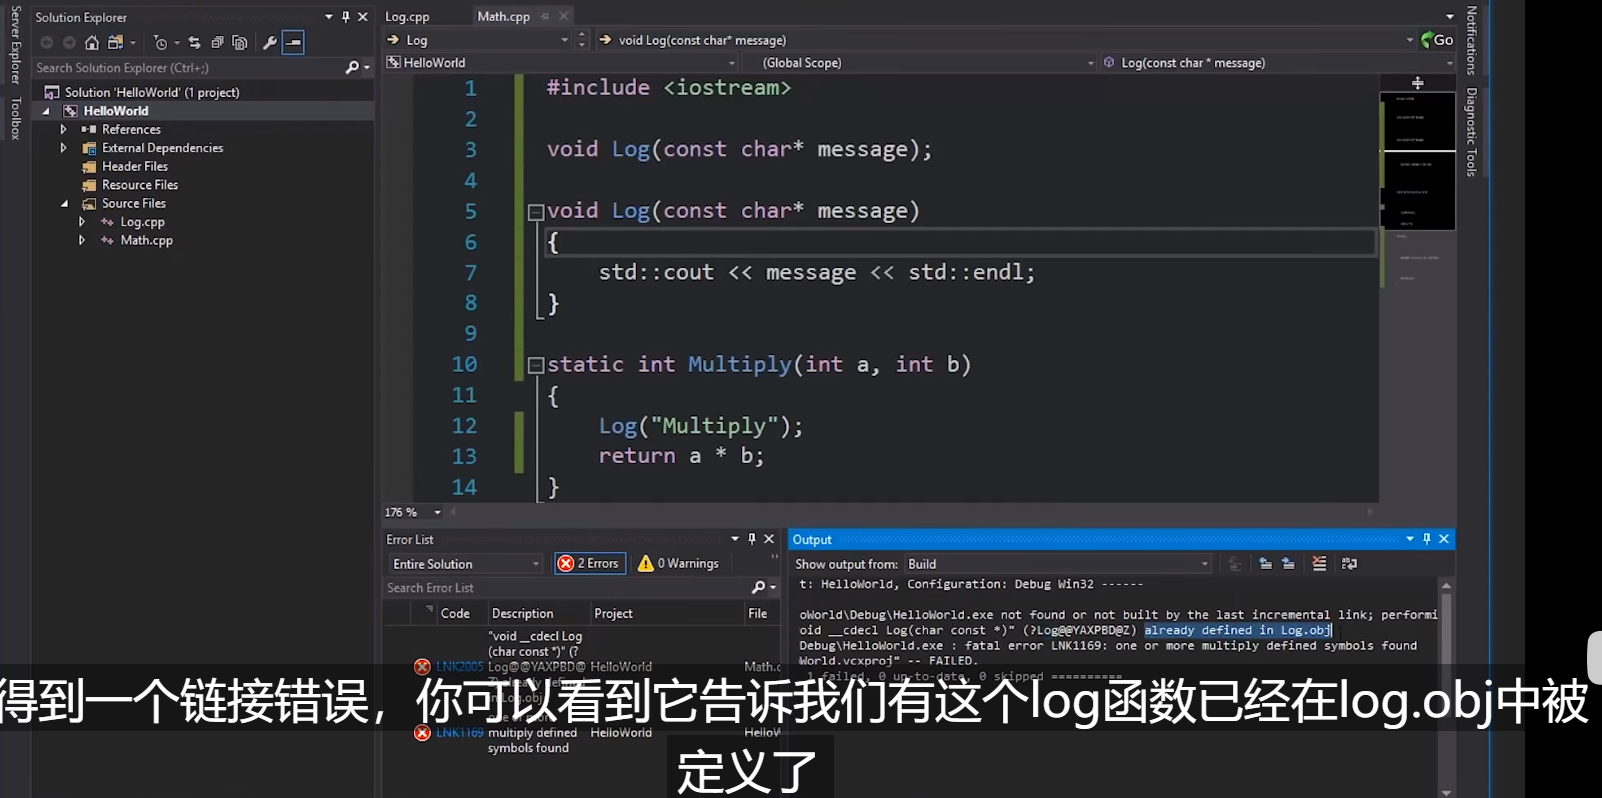 Server Explorer
Toolbox
Solution Explorer
Search Solution Explorer (Ctrl+;)
Solution 'HelloWorld' (1 project)
HelloWorld
References
External Dependencies
Header Files
Resource Files
Source Files
Log.cpp
Math.cpp
Log.cpp Math.cpp
Log void Log(const char* message) Go
HelloWorld (Global Scope) Log(const char * message)
1 #include <iostream>
2
3 void Log(const char* message);
4
5 void Log(const char* message)
6 {
7 std::cout << message << std::endl;
8 }
9
10 static int Multiply(int a, int b)
11 {
12 Log("Multiply");
13 return a * b;
14 }
176 %
Notifications
Diagnostic Tools
Error List
Entire Solution 2 Errors 0 Warnings
Search Error List
Code Description Project File
"void __cdecl Log
(char const *)" (?
LNK2005 Log@@YAXPBD@ HelloWorld Math.c
LNK1169 multiply defined HelloW HelloWorld
symbols found
Output
Show output from: Build
t: HelloWorld, Configuration: Debug Win32 ------
oWorld\Debug\HelloWorld.exe not found or not built by the last incremental link; performi
oid __cdecl Log(char const *)" (?Log@@YAXPBD@Z) already defined in Log.obj
Debug\HelloWorld.exe : fatal error LNK1169: one or more multiply defined symbols found
World.vcxproj" -- FAILED.
1 failed, 0 up-to-date, 0 skipped ==========
得到一个链接错误，你可以看到它告诉我们有这个log函数已经在log.obj中被
定义了